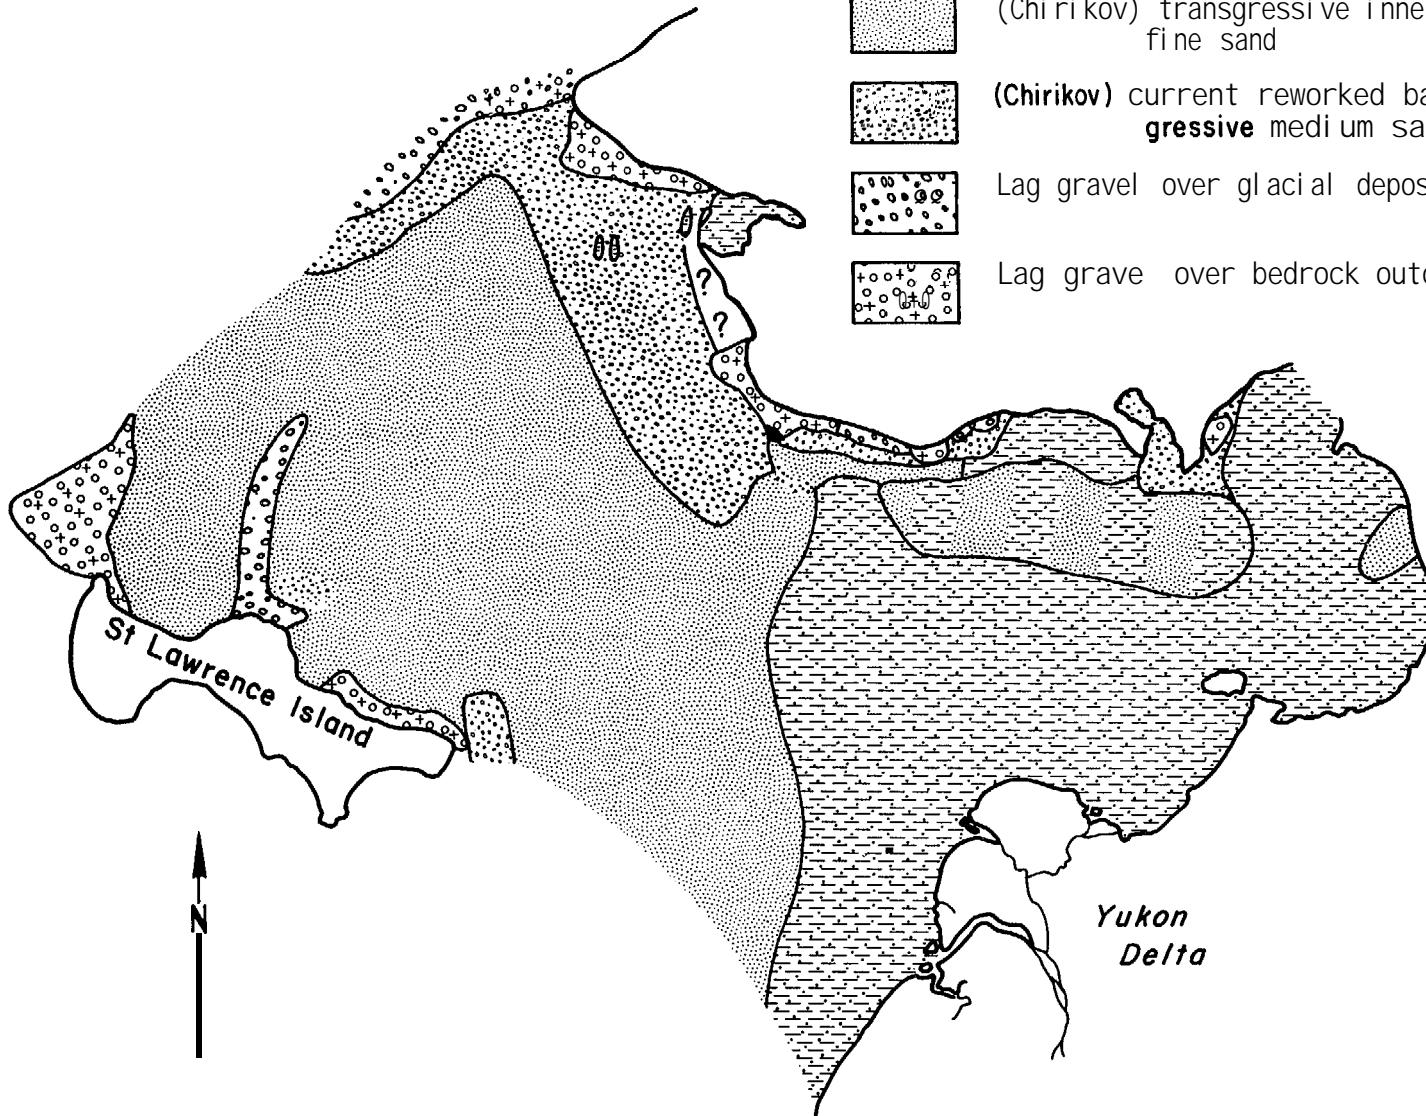 (Chirikov) transgressive inne
fine sand
(Chirikov) current reworked ba
gressive medium sa
Lag gravel over glacial depos
Lag grave over bedrock outc
?
?
St Lawrence Island
N
Yukon
Delta